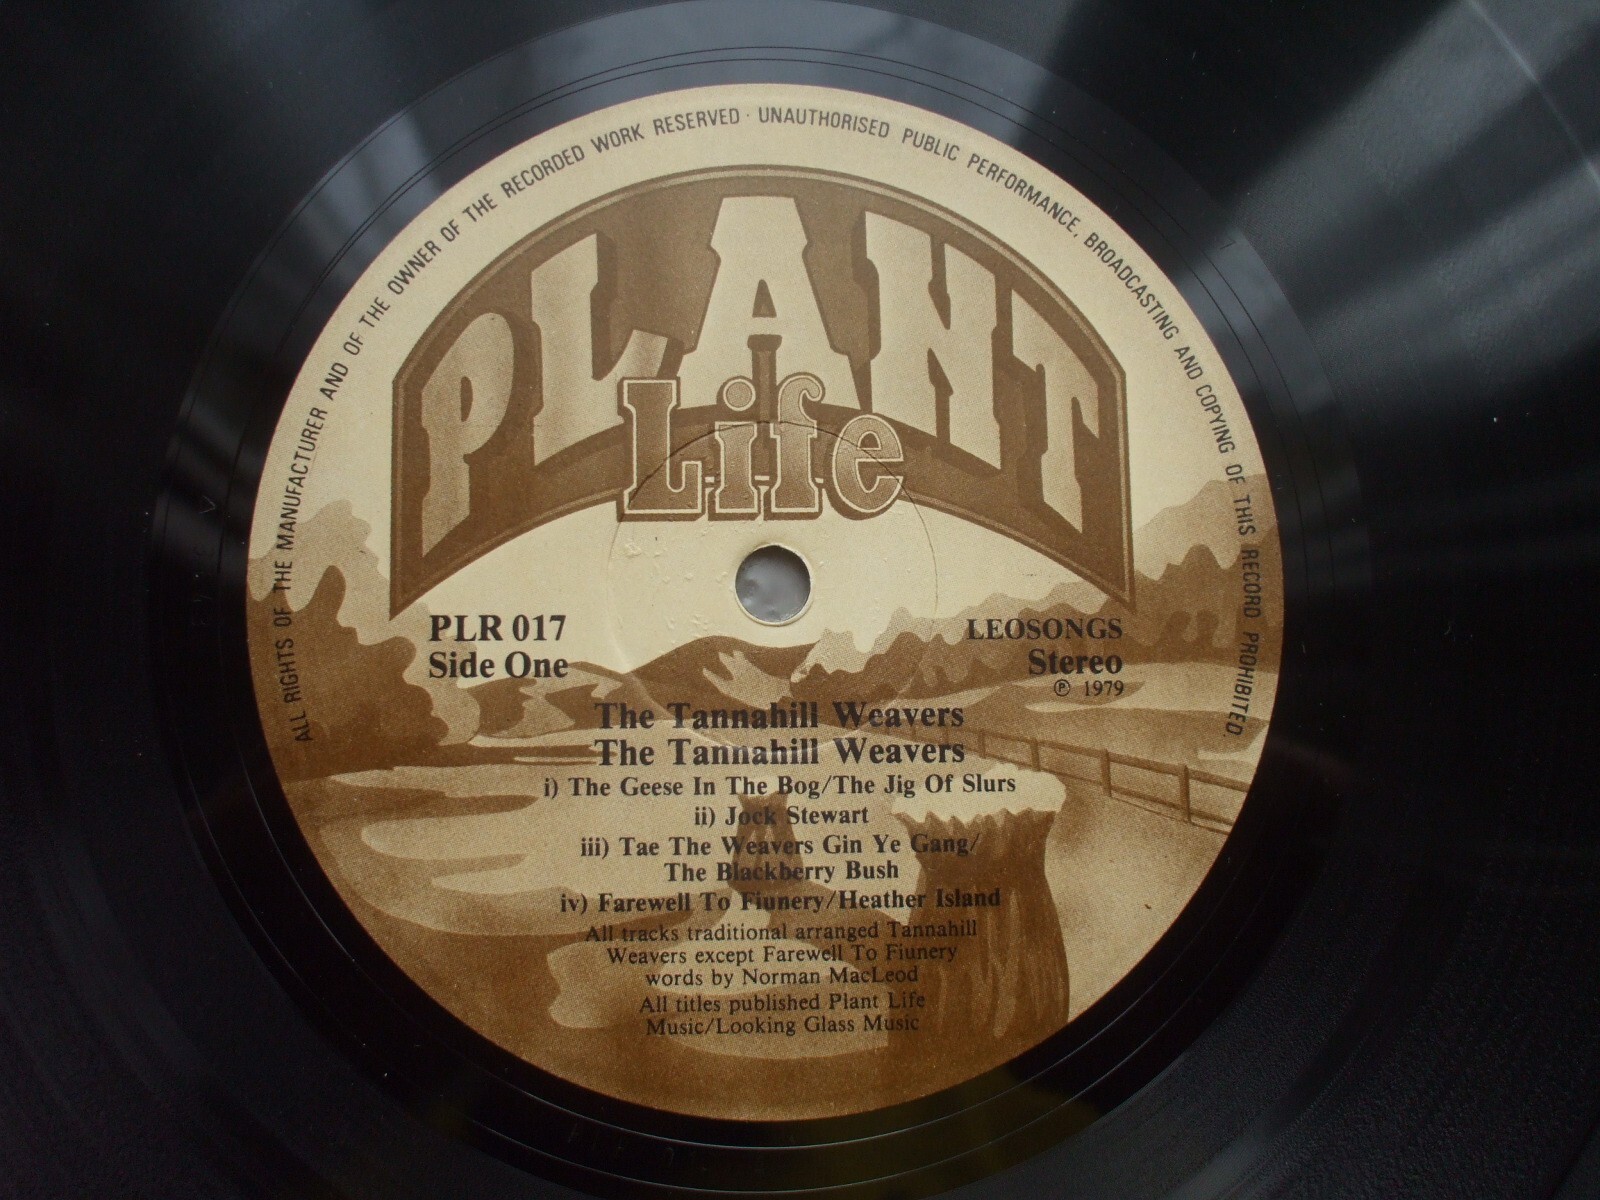 ALL RIGHTS OF THE MANUFACTURER AND OF THE OWNER OF THE RECORDED WORK RESERVED · UNAUTHORISED PUBLIC PERFORMANCE, BROADCASTING AND COPYING OF THIS RECORD PROHIBITED.
PLANT
Life
PLR 017
Side One
LEOSONGS
Stereo
℗ 1979
The Tannahill Weavers
The Tannahill Weavers
i) The Geese In The Bog/The Jig Of Slurs
ii) Jock Stewart
iii) Tae The Weavers Gin Ye Gang/
The Blackberry Bush
iv) Farewell To Fiunery/Heather Island
All tracks traditional arranged Tannahill
Weavers except Farewell To Fiunery
words by Norman MacLeod
All titles published Plant Life
Music/Looking Glass Music